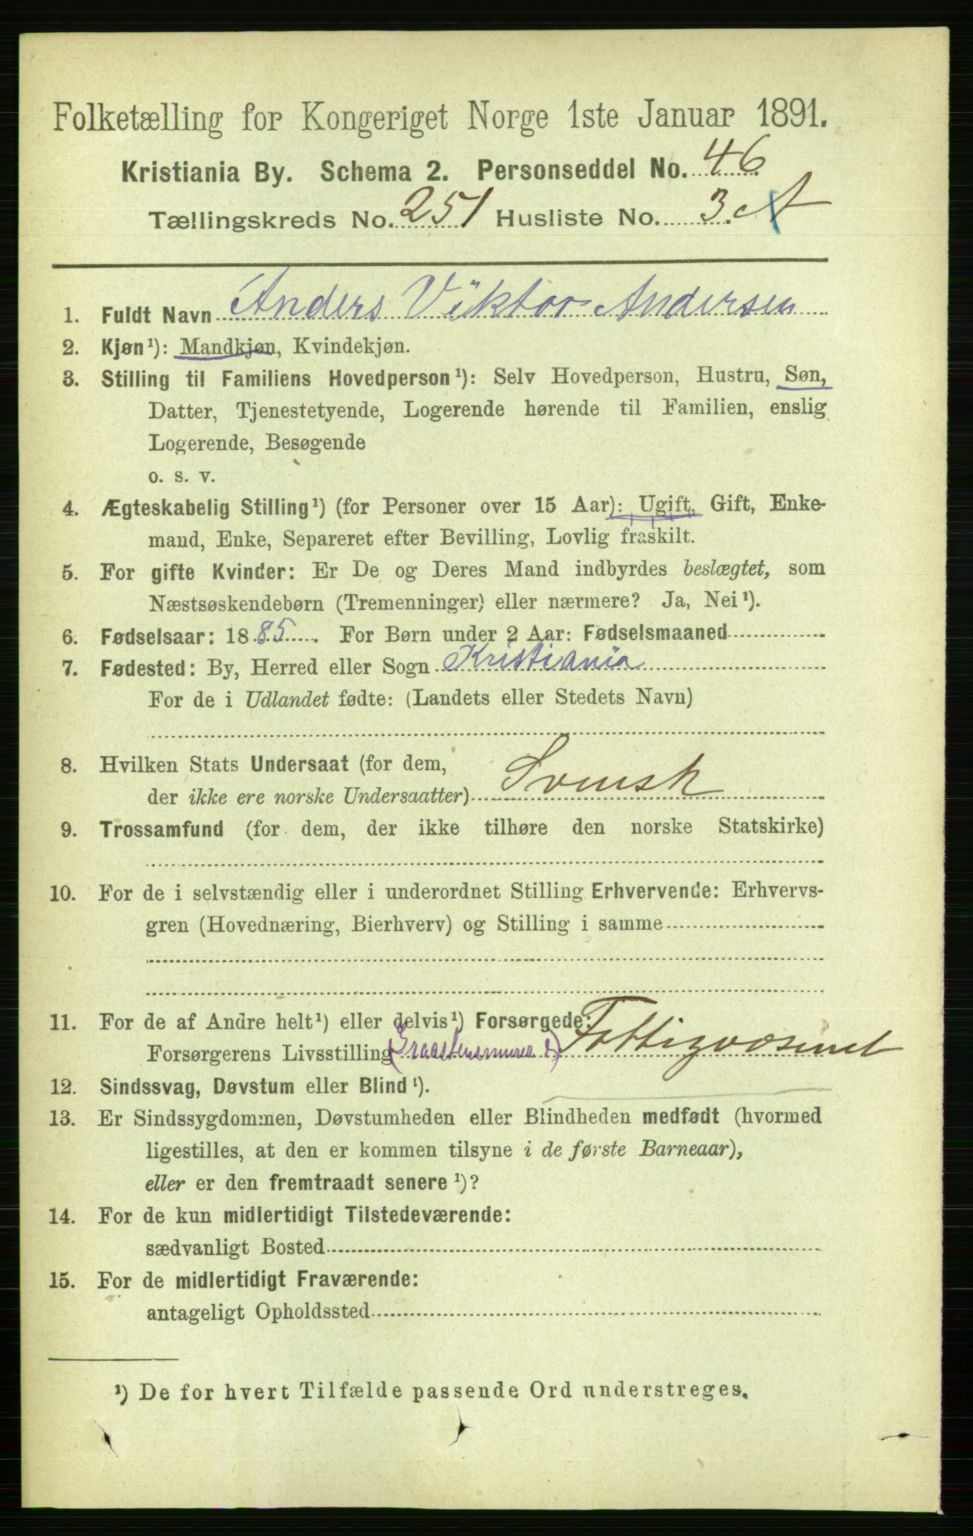 Folketælling for Kongeriget Norge 1ste Januar 1891.
Kristiania By. Schema 2. Personseddel No. 46
Tællingskreds No. 251 Husliste No. 3. A
1. Fuldt Navn Anders Viktor Andersen
2. Kjøn¹): Mandkjøn, Kvindekjøn.
3. Stilling til Familiens Hovedperson¹): Selv Hovedperson, Hustru, Søn,
Datter, Tjenestetyende, Logerende hørende til Familien, enslig
Logerende, Besøgende
o. s. v.
4. Ægteskabelig Stilling¹) (for Personer over 15 Aar): Ugift, Gift, Enke-
mand, Enke, Separeret efter Bevilling, Lovlig fraskilt.
5. For gifte Kvinder: Er De og Deres Mand indbyrdes beslægtet, som
Næstsøskendebørn (Tremenninger) eller nærmere? Ja, Nei¹).
6. Fødselsaar: 1885. For Børn under 2 Aar: Fødselsmaaned
7. Fødested: By, Herred eller Sogn Kristiania
For de i Udlandet fødte: (Landets eller Stedets Navn)
8. Hvilken Stats Undersaat (for dem,
der ikke ere norske Undersaatter) Svensk
9. Trossamfund (for dem, der ikke tilhøre den norske Statskirke)
10. For de i selvstændig eller i underordnet Stilling Erhvervende: Erhvervs-
gren (Hovednæring, Bierhverv) og Stilling i samme
11. For de af Andre helt¹) eller delvis¹) Forsørgede:
Forsørgerens Livsstilling Fattigvæsenet
12. Sindssvag, Døvstum eller Blind¹).
13. Er Sindssygdommen, Døvstumheden eller Blindheden medfødt (hvormed
ligestilles, at den er kommen tilsyne i de første Barneaar),
eller er den fremtraadt senere¹)?
14. For de kun midlertidigt Tilstedeværende:
sædvanligt Bosted
15. For de midlertidigt Fraværende:
antageligt Opholdssted
¹) De for hvert Tilfælde passende Ord understreges.